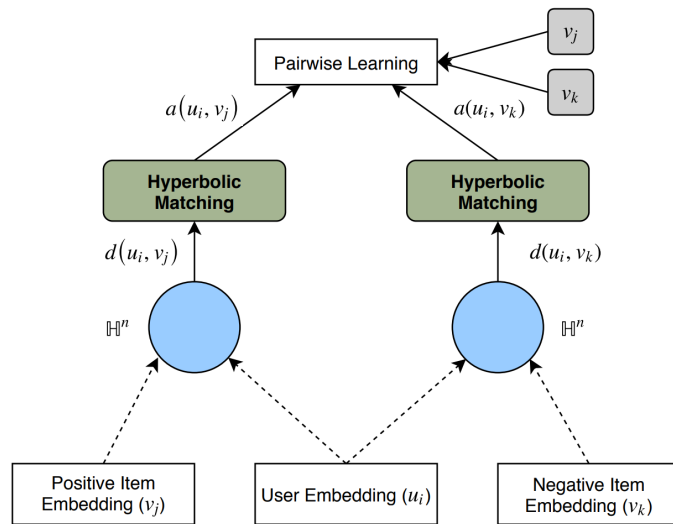 v_j
Pairwise Learning
v_k
a(u_i, v_j)
a(u_i, v_k)
Hyperbolic
Matching
Hyperbolic
Matching
d(u_i, v_j)
d(u_i, v_k)
ℍ^n
ℍ^n
Positive Item
Embedding (v_j)
User Embedding (u_i)
Negative Item
Embedding (v_k)